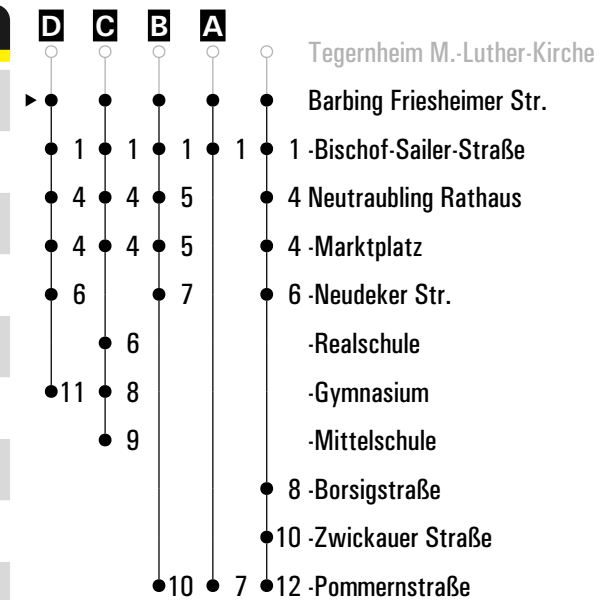 D C B A
Tegernheim M.-Luther-Kirche
Barbing Friesheimer Str.
1 1 1 1 1 -Bischof-Sailer-Straße
4 4 5 4 Neutraubling Rathaus
4 4 5 4 -Marktplatz
6 7 6 -Neudeker Str.
6 -Realschule
11 8 -Gymnasium
9 -Mittelschule
8 -Borsigstraße
10 -Zwickauer Straße
10 7 12 -Pommernstraße